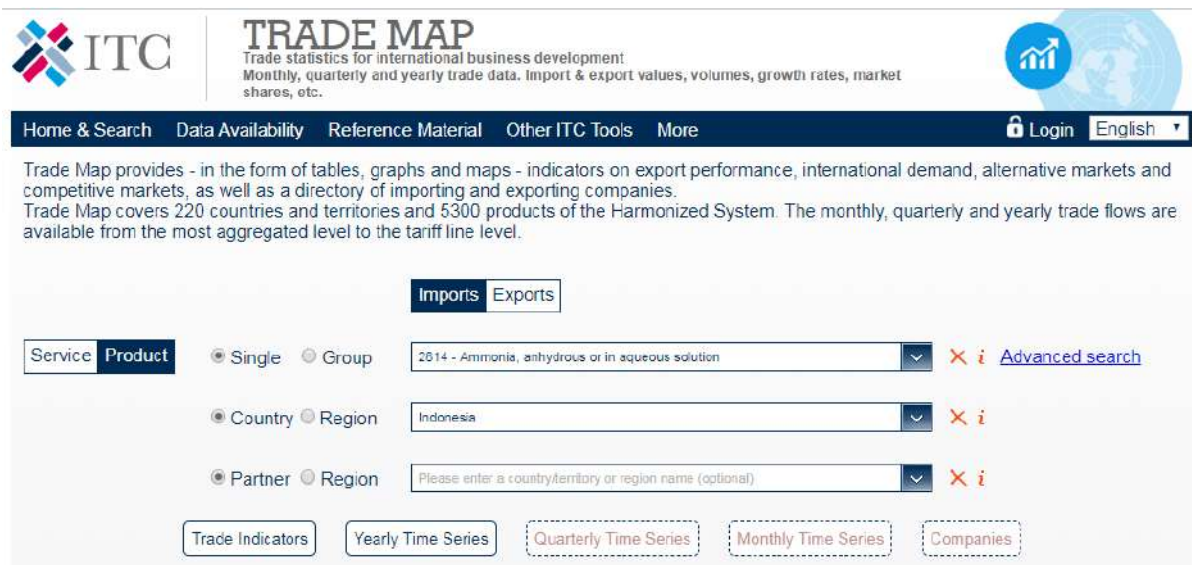 ITC
TRADE MAP
Trade statistics for international business development
Monthly, quarterly and yearly trade data. Import & export values, volumes, growth rates, market
shares, etc.
Home & Search Data Availability Reference Material Other ITC Tools More Login English
Trade Map provides - in the form of tables, graphs and maps - indicators on export performance, international demand, alternative markets and
competitive markets, as well as a directory of importing and exporting companies.
Trade Map covers 220 countries and territories and 5300 products of the Harmonized System. The monthly, quarterly and yearly trade flows are
available from the most aggregated level to the tariff line level.
Imports Exports
Service Product Single Group 2814 - Ammonia, anhydrous or in aqueous solution i Advanced search
Country Region Indonesia i
Partner Region Please enter a country/territory or region name (optional) i
Trade Indicators Yearly Time Series Quarterly Time Series Monthly Time Series Companies